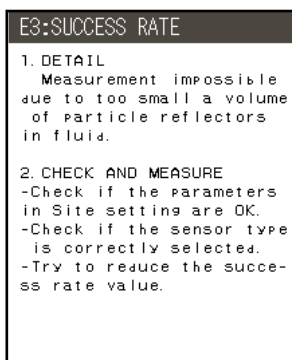 E3:SUCCESS RATE
1. DETAIL
Measurement impossible
due to too small a volume
of particle reflectors
in fluid.
2. CHECK AND MEASURE
-Check if the parameters
in Site setting are OK.
-Check if the sensor type
is correctly selected.
-Try to reduce the succe-
ss rate value.